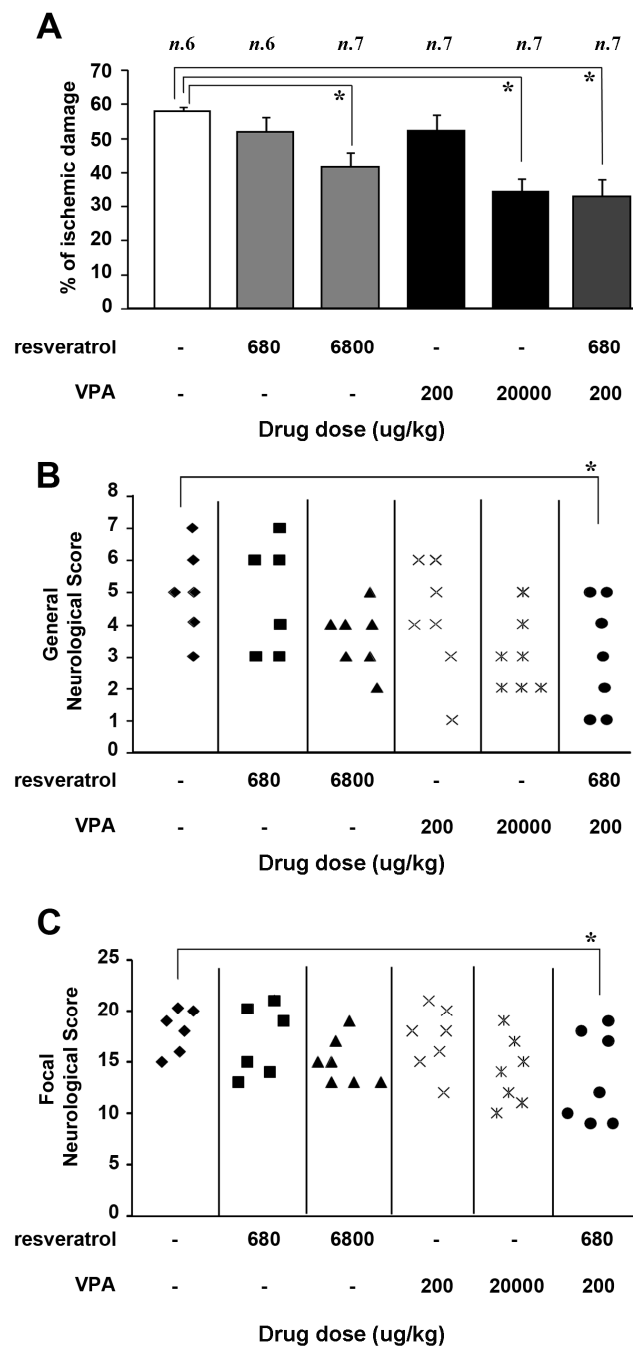 A
n.6 n.6 n.7 n.7 n.7 n.7
* * *
% of ischemic damage
70
60
50
40
30
20
10
0
resveratrol - 680 6800 - - 680
VPA - - - 200 20000 200
Drug dose (ug/kg)
B
*
General
Neurological Score
8
7
6
5
4
3
2
1
0
resveratrol - 680 6800 - - 680
VPA - - - 200 20000 200
Drug dose (ug/kg)
C
*
Focal
Neurological Score
25
20
15
10
5
0
resveratrol - 680 6800 - - 680
VPA - - - 200 20000 200
Drug dose (ug/kg)